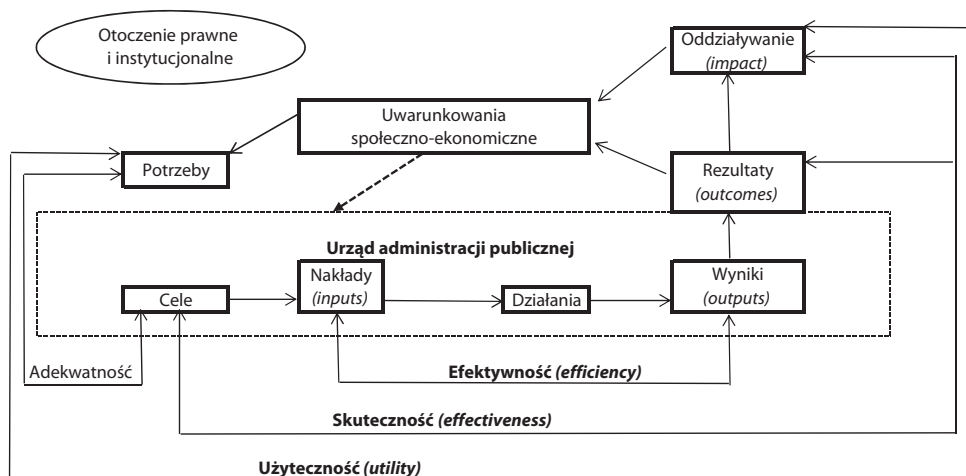 Otoczenie prawne
i instytucjonalne
Oddziaływanie
(impact)
Uwarunkowania
społeczno-ekonomiczne
Potrzeby
Rezultaty
(outcomes)
Urząd administracji publicznej
Cele
Nakłady
(inputs)
Działania
Wyniki
(outputs)
Adekwatność
Efektywność (efficiency)
Skuteczność (effectiveness)
Użyteczność (utility)